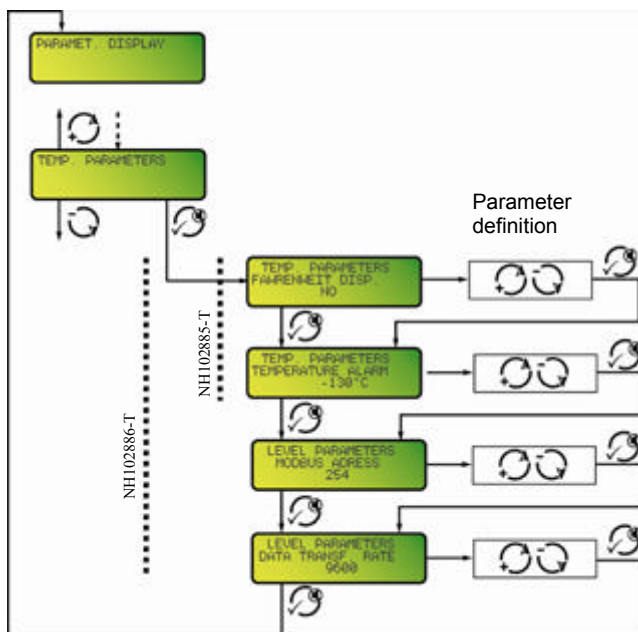 PARAMET. DISPLAY
TEMP. PARAMETERS
Parameter
definition
TEMP. PARAMETERS
FAHRENHEIT DISP.
NO
NH102885-T
TEMP. PARAMETERS
TEMPERATURE ALARM
-130°C
NH102886-T
LEVEL PARAMETERS
MODBUS ADRESS
254
LEVEL PARAMETERS
DATA TRANSF. RATE
9600